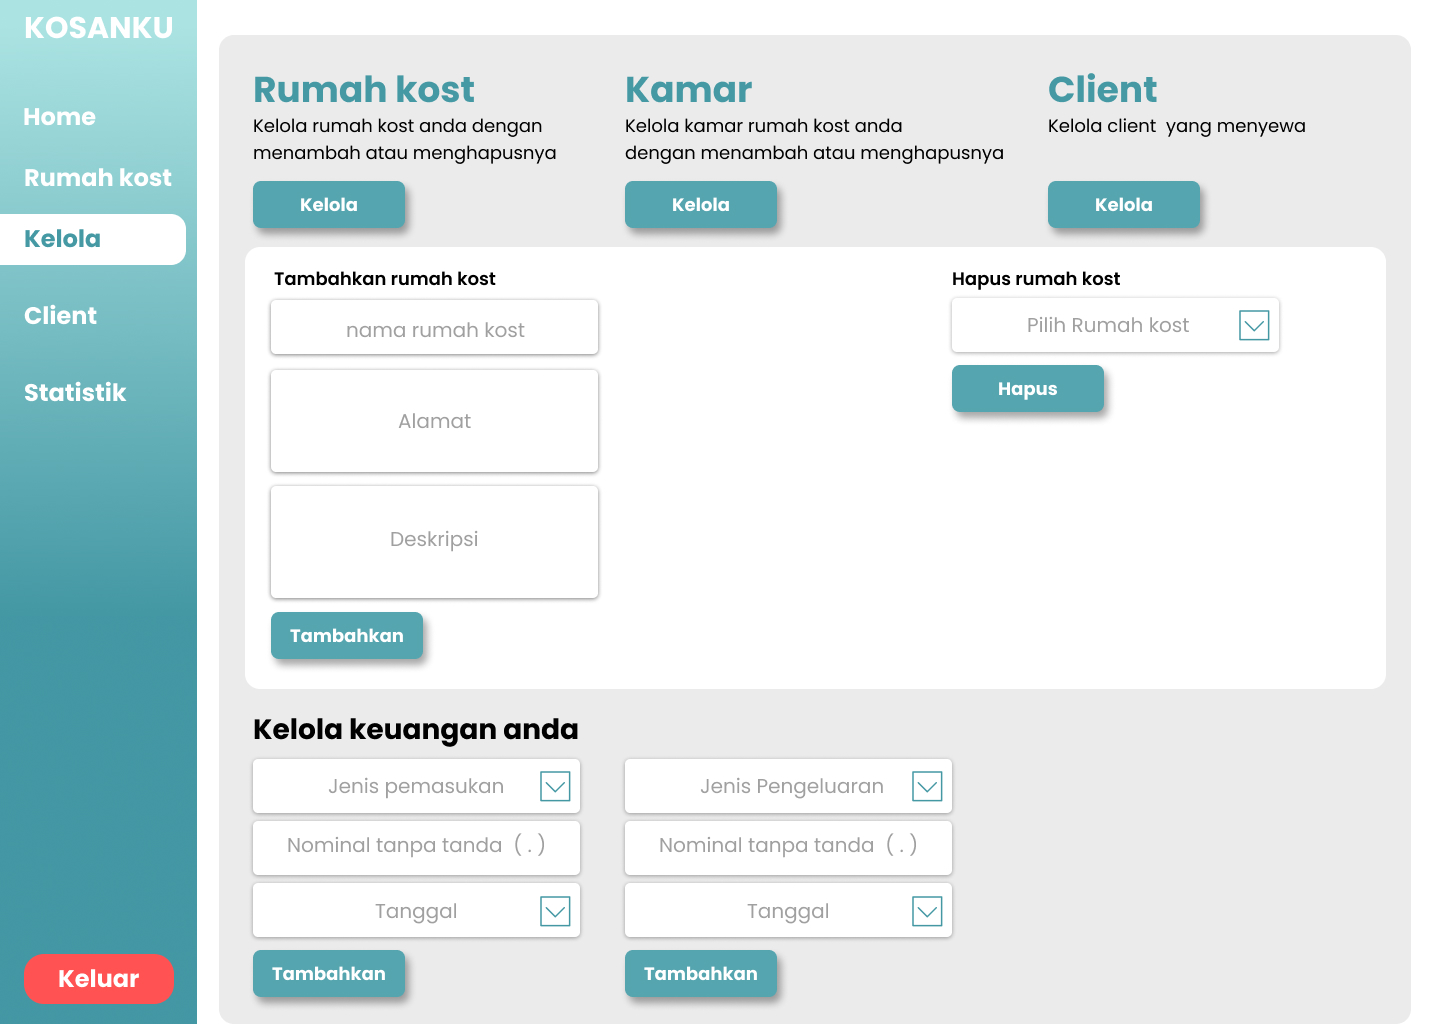 KOSANKU
Home
Rumah kost
Kelola
Client
Statistik
Keluar
Rumah kost
Kelola rumah kost anda dengan
menambah atau menghapusnya
Kelola
Kamar
Kelola kamar rumah kost anda
dengan menambah atau menghapusnya
Kelola
Client
Kelola client  yang menyewa
Kelola
Tambahkan rumah kost
nama rumah kost
Alamat
Deskripsi
Tambahkan
Hapus rumah kost
Pilih Rumah kost
Hapus
Kelola keuangan anda
Jenis pemasukan
Nominal tanpa tanda  ( . )
Tanggal
Tambahkan
Jenis Pengeluaran
Nominal tanpa tanda  ( . )
Tanggal
Tambahkan